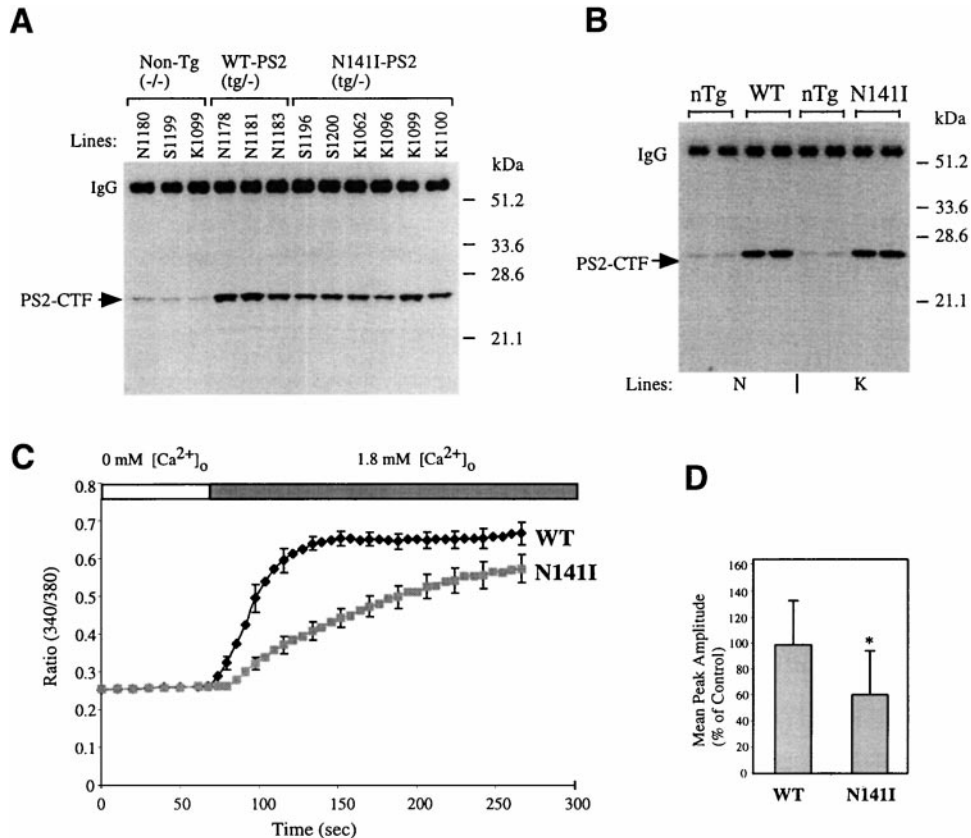 A
Non-Tg WT-PS2 N141I-PS2
(-/-) (tg/-) (tg/-)
Lines: N1180 S1199 K1099 N1178 N1181 N1183 S1196 S1200 K1062 K1096 K1099 K1100
kDa
IgG
51.2
33.6
28.6
PS2-CTF
21.1
B
nTg WT nTg N141I
kDa
IgG
51.2
33.6
28.6
PS2-CTF
21.1
Lines: N K
C
0 mM [Ca2+]o 1.8 mM [Ca2+]o
0.8
0.7
0.6
0.5
0.4
0.3
0.2
0.1
0
Ratio (340/380)
WT
N141I
0 50 100 150 200 250 300
Time (sec)
D
Mean Peak Amplitude
(% of Control)
160
140
120
100
80
60
40
20
0
*
WT N141I